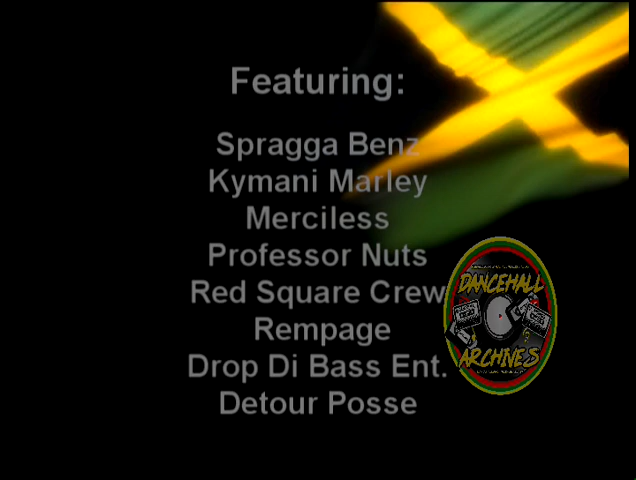 Featuring:
Spragga Benz
Kymani Marley
Merciless
Professor Nuts
Red Square Crew
Rempage
Drop Di Bass Ent.
Detour Posse
DANCEHALL
ARCHIVES